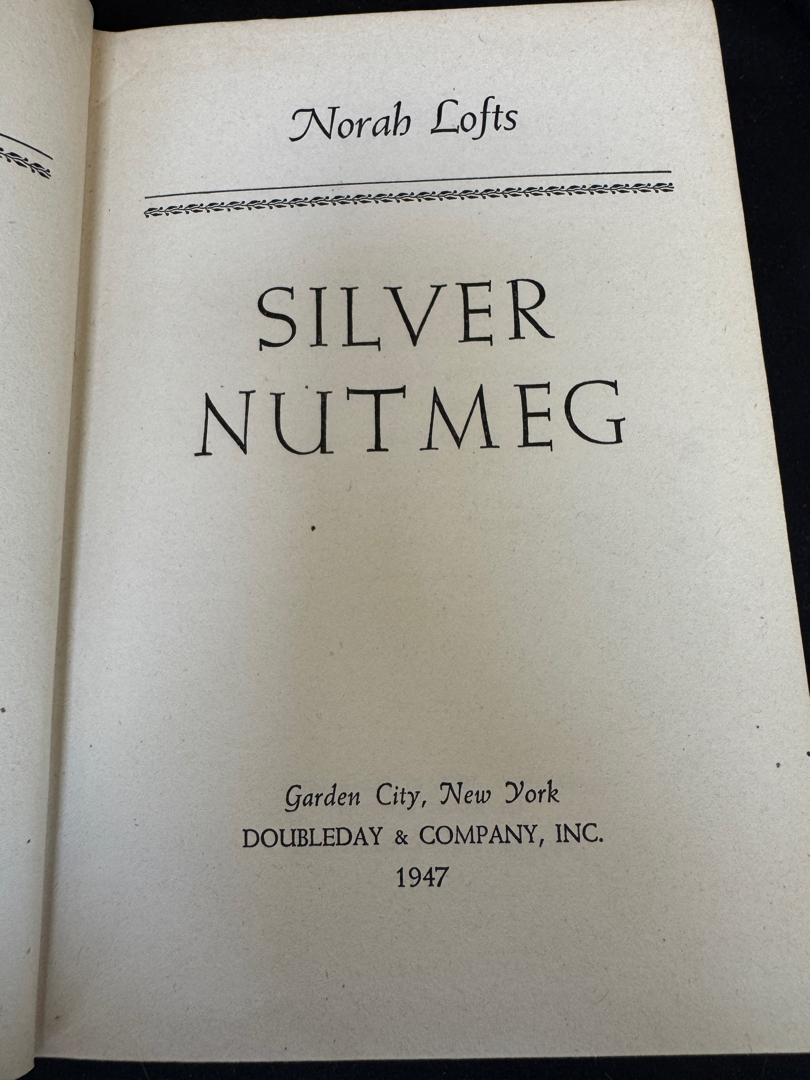 Norah Lofts
SILVER
NUTMEG
Garden City, New York
DOUBLEDAY & COMPANY, INC.
1947